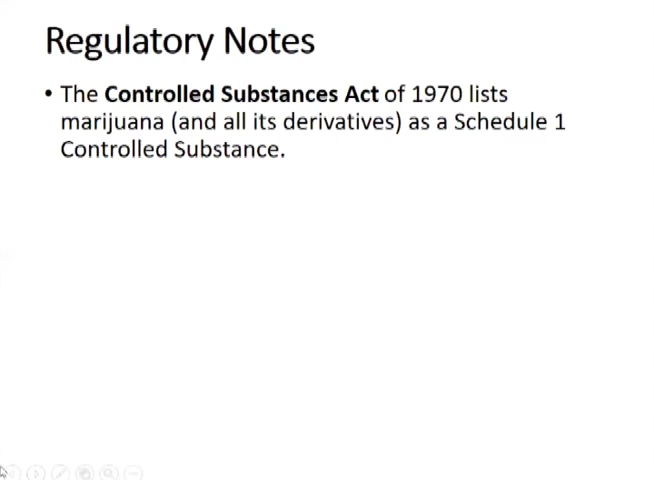 Regulatory Notes
• The Controlled Substances Act of 1970 lists
marijuana (and all its derivatives) as a Schedule 1
Controlled Substance.